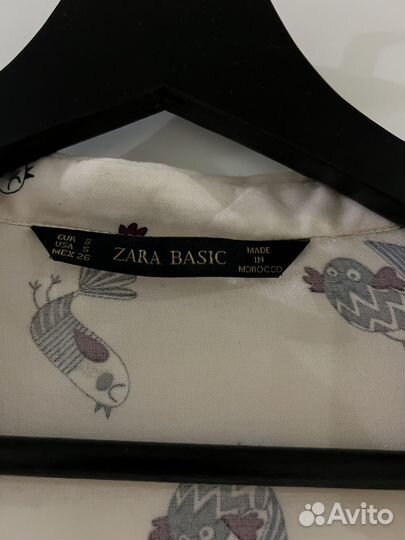 EUR S
USA S
MEX 26
ZARA BASIC
MADE
IN
MOROCCO
Avito